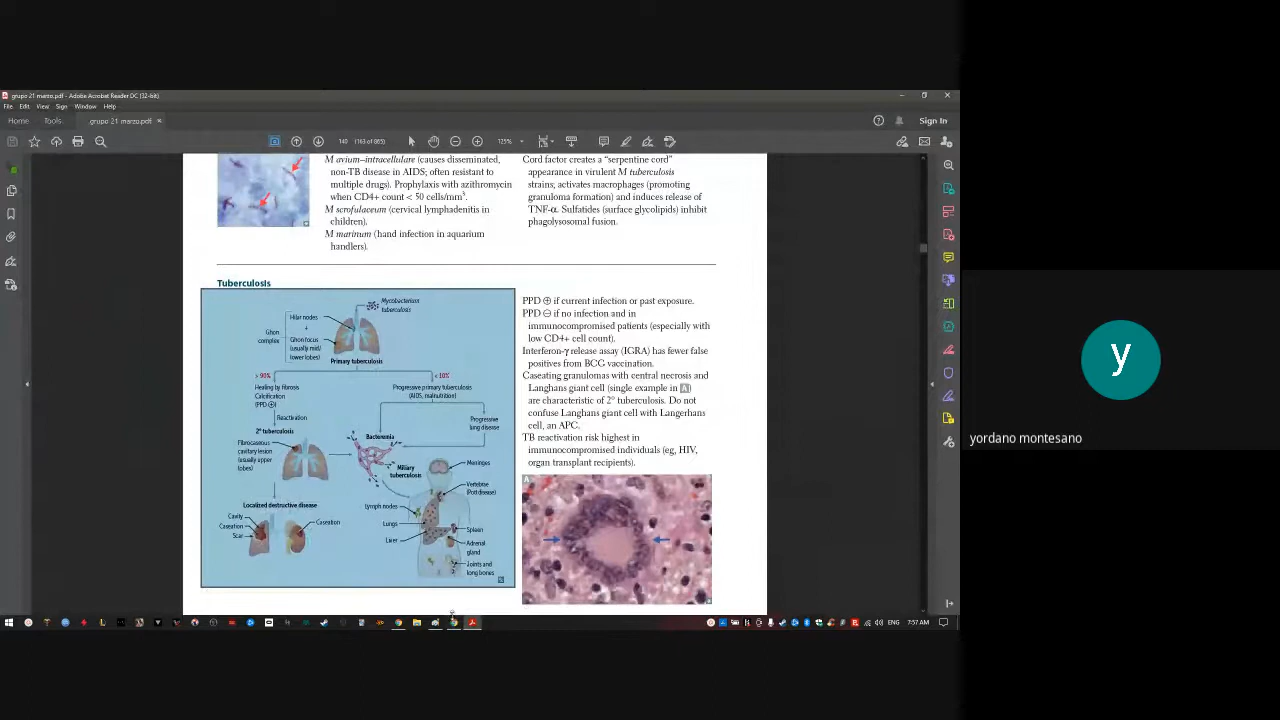 grupo 21 marzo.pdf - Adobe Acrobat Reader DC (32-bit)
File Edit View Sign Window Help
Home Tools grupo 21 marzo.pdf × Sign In
140 (163 of 865) 125%
M avium–intracellulare (causes disseminated,
non-TB disease in AIDS; often resistant to
multiple drugs). Prophylaxis with azithromycin
when CD4+ count < 50 cells/mm³.
M scrofulaceum (cervical lymphadenitis in
children).
M marinum (hand infection in aquarium
handlers).
Cord factor creates a “serpentine cord”
appearance in virulent M tuberculosis
strains; activates macrophages (promoting
granuloma formation) and induces release of
TNF-α. Sulfatides (surface glycolipids) inhibit
phagolysosomal fusion.
Tuberculosis
Mycobacterium
tuberculosis
Hilar nodes
+
Ghon
complex
Ghon focus
(usually mid/
lower lobes)
Primary tuberculosis
> 90%
< 10%
Healing by fibrosis
Calcification
(PPD ⊕)
Progressive primary tuberculosis
(AIDS, malnutrition)
Reactivation
Progressive
lung disease
2° tuberculosis
Bacteremia
Fibrocaseous
cavitary lesion
(usually upper
lobes)
Miliary
tuberculosis
Meninges
Vertebrae
(Pott disease)
Localized destructive disease
Lymph nodes
Cavity
Caseation
Scar
Caseation
Lungs
Spleen
Liver
Adrenal
gland
Joints and
long bones
PPD ⊕ if current infection or past exposure.
PPD ⊖ if no infection and in
immunocompromised patients (especially with
low CD4+ cell count).
Interferon-γ release assay (IGRA) has fewer false
positives from BCG vaccination.
Caseating granulomas with central necrosis and
Langhans giant cell (single example in A)
are characteristic of 2° tuberculosis. Do not
confuse Langhans giant cell with Langerhans
cell, an APC.
TB reactivation risk highest in
immunocompromised individuals (eg, HIV,
organ transplant recipients).
A
ENG 7:57 AM
y
yordano montesano